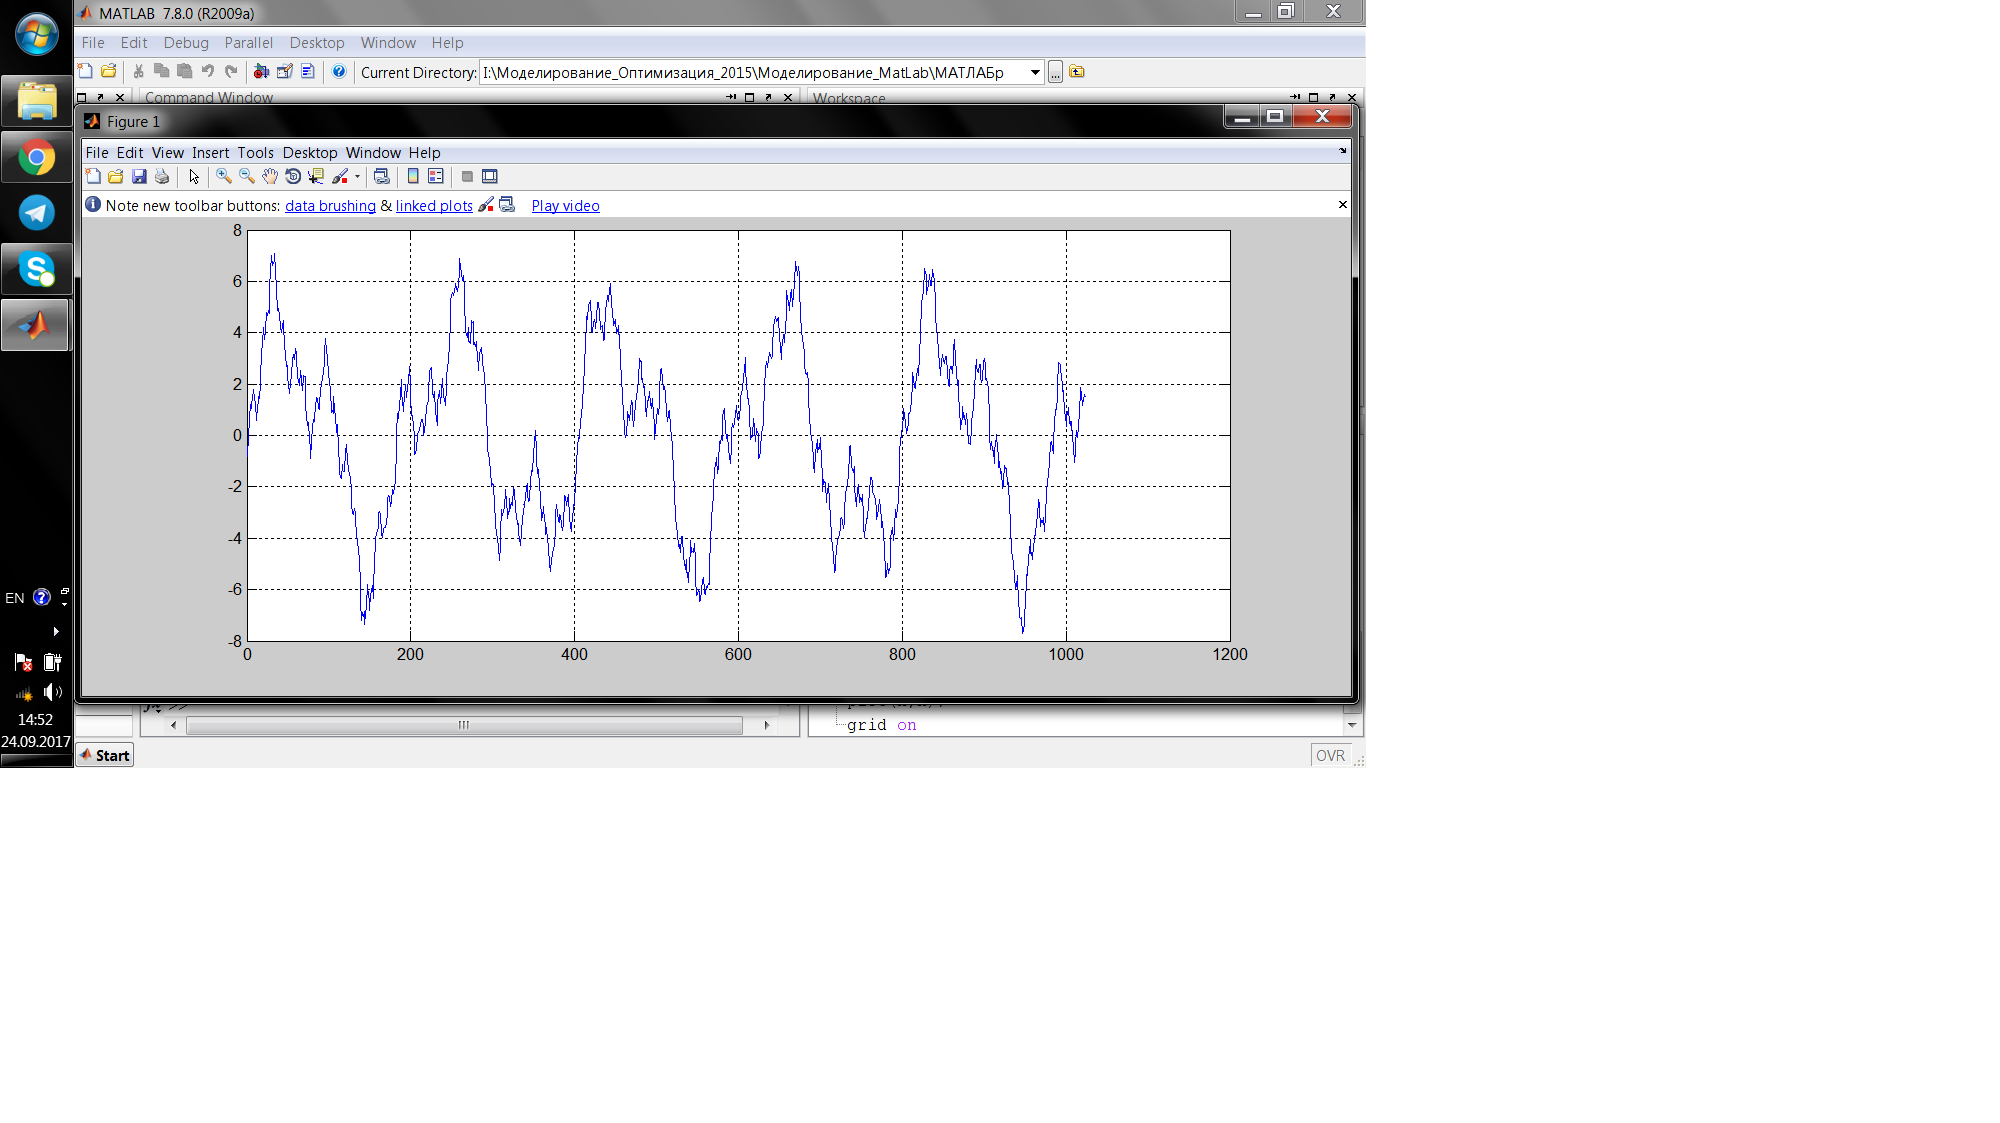 MATLAB 7.8.0 (R2009a)
File Edit Debug Parallel Desktop Window Help
Current Directory: I:\Моделирование_Оптимизация_2015\Моделирование_MatLab\МАТЛАБр ...
Command Window Workspace
Figure 1
File Edit View Insert Tools Desktop Window Help
Note new toolbar buttons: data brushing & linked plots Play video
8
6
4
2
0
-2
-4
-6
-8
0 200 400 600 800 1000 1200
grid on
Start
OVR
EN
14:52
24.09.2017